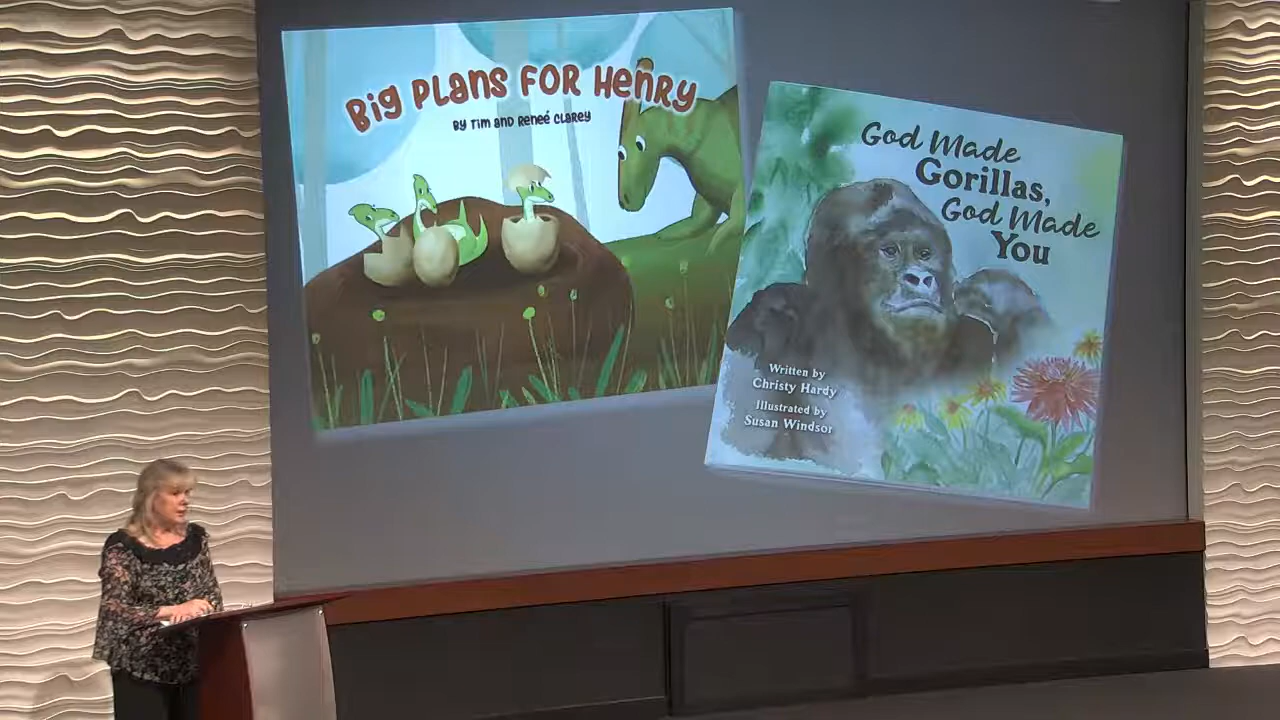 Big Plans for Henry
By Tim and Reneé Clarey
God Made
Gorillas,
God Made
You
Written by
Christy Hardy
Illustrated by
Susan Windsor